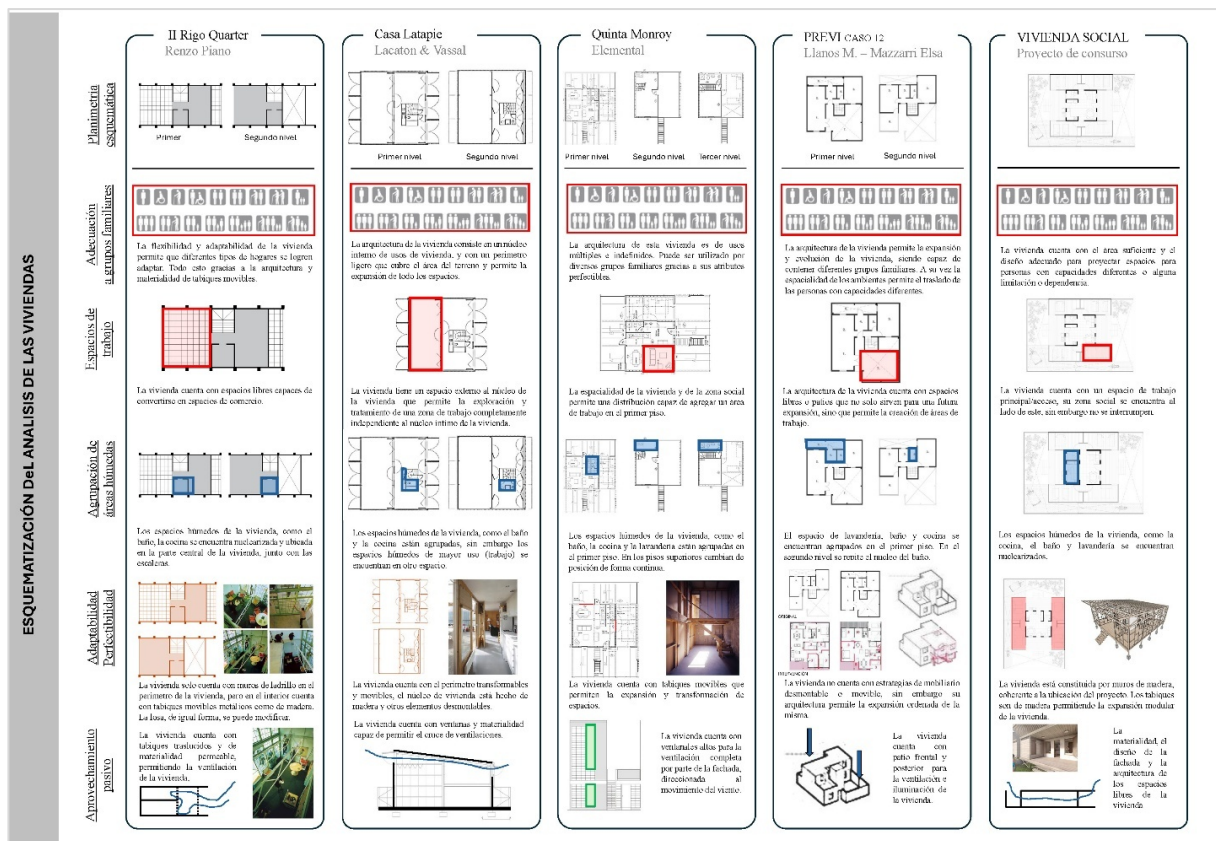 ESQUEMATIZACIÓN DeL ANALISIS DE LAS VIVIENDAS
Planimetria
esquemática
Adecuación
a grupos familiares
Espacios de
trabajo
Agrupación de
áreas húmedas
Adaptabilidad
Perfectibilidad
Aprovechamiento
pasivo
II Rigo Quarter
Renzo Piano
Primer
Segundo nivel
La flexibilidad y adaptabilidad de la vivienda
permite que diferentes tipos de hogares se logren
adaptar. Todo esto gracias a la arquitectura y
materialidad de tabiques movibles.
La vivienda cuenta con espacios libres capaces de
convertirse en espacios de comercio.
Los espacios húmedos de la vivienda, como el
baño, la cocina se encuentra nuclearizada y ubicada
en la parte central de la vivienda, junto con las
escaleras.
La vivienda solo cuenta con muros de ladrillo en el
perímetro de la vivienda, pero en el interior cuenta
con tabiques movibles metálicos como de madera.
La losa, de igual forma, se puede modificar.
La vivienda cuenta con
tabiques traslucidos y de
materialidad permeable,
permitiendo la ventilación
de la vivienda.
Casa Latapie
Lacaton & Vassal
Primer nivel
Segundo nivel
La arquitectura de la vivienda consiste en un núcleo
interno de usos de vivienda, y con un perímetro
ligero que cubre el área del terreno y permite la
expansión de todo los espacios.
La vivienda tiene un espacio externo al núcleo de
la vivienda que permite la exploración y
tratamiento de una zona de trabajo completamente
independiente al núcleo íntimo de la vivienda.
Los espacios húmedos de la vivienda, como el baño
y la cocina están agrupadas, sin embargo los
espacios húmedos de mayor uso (trabajo) se
encuentran en otro espacio.
La vivienda cuenta con el perímetro transformables
y movibles, el núcleo de vivienda está hecho de
madera y otros elementos desmontables.
La vivienda cuenta con ventanas y materialidad
capaz de permitir el cruce de ventilaciones.
Quinta Monroy
Elemental
Primer nivel
Segundo nivel
Tercer nivel
La arquitectura de esta vivienda es de usos
múltiples e indefinidos. Puede ser utilizado por
diversos grupos familiares gracias a sus atributos
perfectibles.
La espacialidad de la vivienda y de la zona social
permite una distribución capaz de agregar un área
de trabajo en el primer piso.
Los espacios húmedos de la vivienda, como el
baño, la cocina y la lavandería están agrupadas en
el primer piso. En los pisos superiores cambian de
posición de forma continua.
La vivienda cuenta con tabiques movibles que
permiten la expansión y transformación de
espacios.
La vivienda cuenta con
ventanales altos para la
ventilación completa
por parte de la fachada,
direccionada al
movimiento del viento.
PREVI CASO 12
Llanos M. – Mazzarri Elsa
Primer nivel
Segundo nivel
La arquitectura de la vivienda permite la expansión
y evolución de la vivienda, siendo capaz de
contener diferentes grupos familiares. A su vez la
espacialidad de los ambientes permite el traslado de
las personas con capacidades diferentes.
La arquitectura de la vivienda cuenta con espacios
libres o patios que no solo sirven para una futura
expansión, sino que permite la creación de áreas de
trabajo.
El espacio de lavandería, baño y cocina se
encuentran agrupados en el primer piso. En el
segundo nivel se repite el núcleo del baño.
ORIGINAL
INTERVENCIÓN
La vivienda no cuenta con estrategias de mobiliario
desmontable o movible, sin embargo su
arquitectura permite la expansión ordenada de la
misma.
La vivienda
cuenta con
patio frontal y
posterior para
la ventilación e
iluminación de
la vivienda.
VIVIENDA SOCIAL
Proyecto de consurso
La vivienda cuenta con el área suficiente y el
diseño adecuado para proyectar espacios para
personas con capacidades diferentes o alguna
limitación o dependencia.
La vivienda cuenta con un espacio de trabajo
principal/acceso, su zona social se encuentra al
lado de este, sin embargo no se interrumpen.
Los espacios húmedos de la vivienda, como la
cocina, el baño y lavandería se encuentran
nuclearizados.
La vivienda está constituida por muros de madera,
coherente a la ubicación del proyecto. Los tabiques
son de madera permitiendo la expansión modular
de la vivienda.
La
materialidad, el
diseño de la
fachada y la
arquitectura de
los espacios
libres de la
vivienda